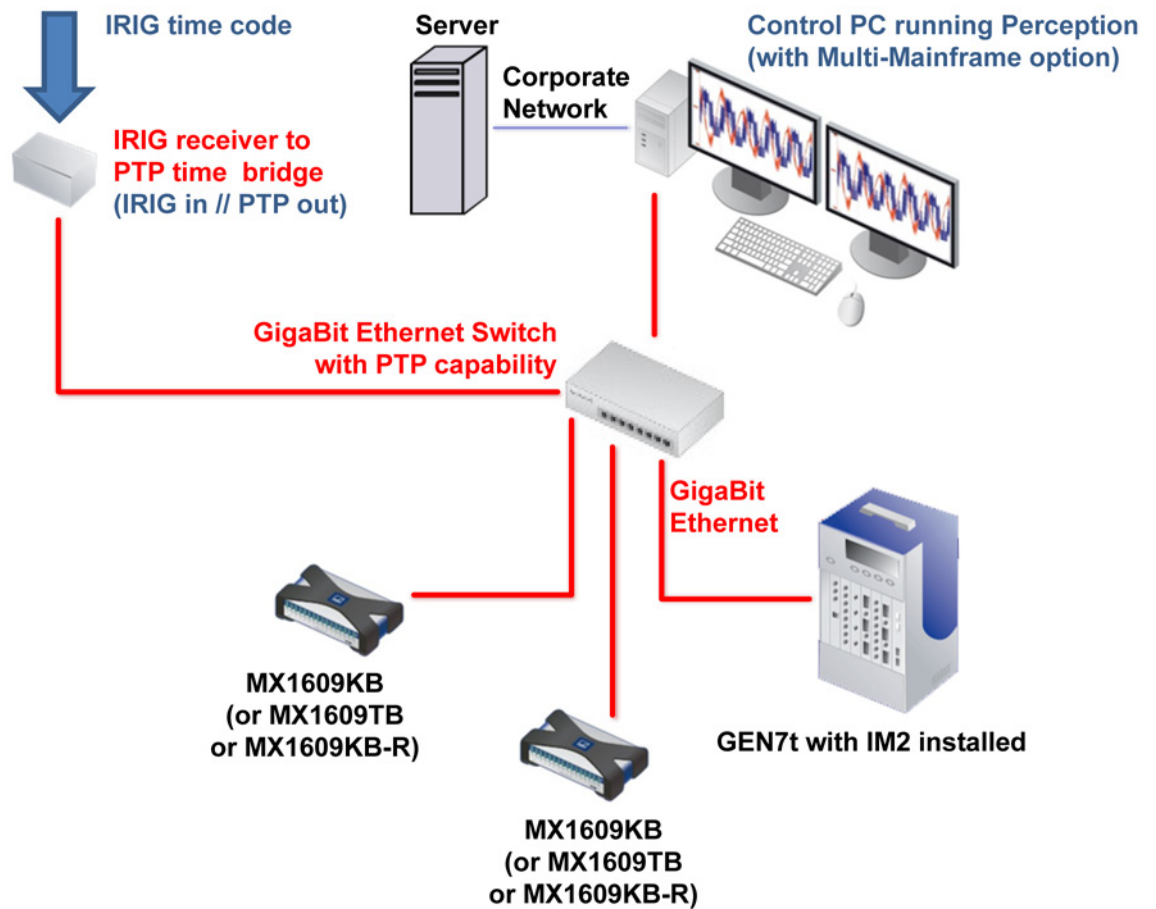 IRIG time code
Server
Control PC running Perception
(with Multi-Mainframe option)
Corporate
Network
IRIG receiver to
PTP time bridge
(IRIG in // PTP out)
GigaBit Ethernet Switch
with PTP capability
GigaBit
Ethernet
MX1609KB
(or MX1609TB
or MX1609KB-R)
GEN7t with IM2 installed
MX1609KB
(or MX1609TB
or MX1609KB-R)